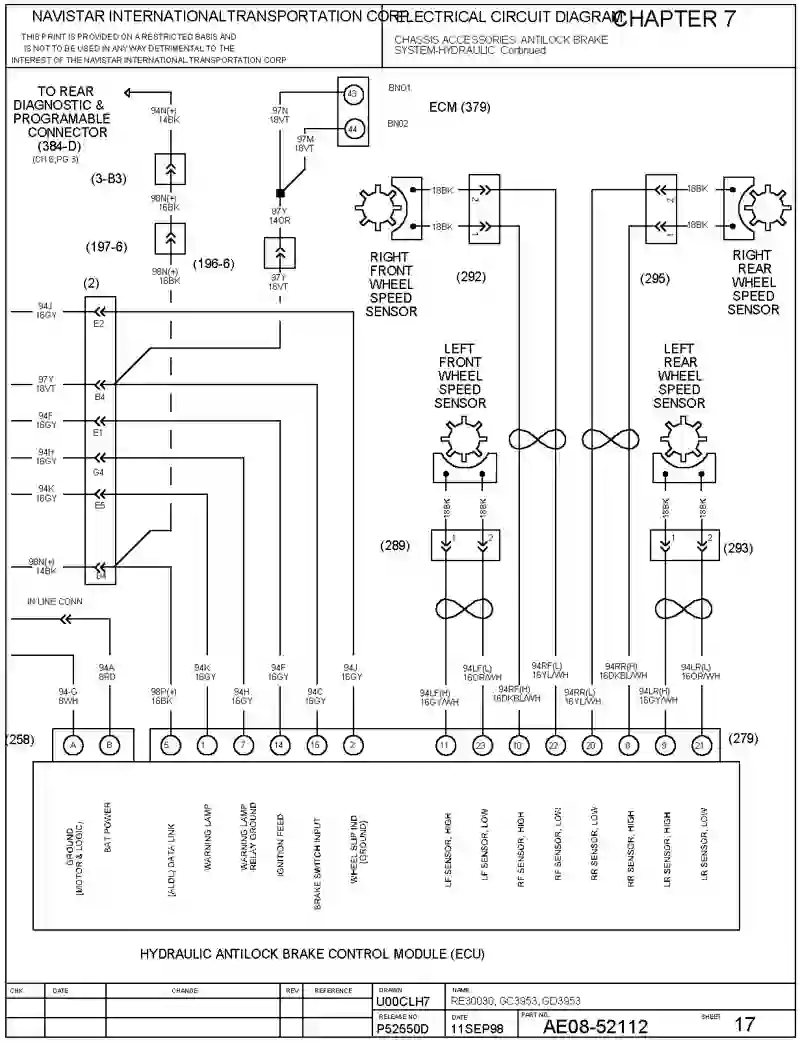 NAVISTAR INTERNATIONALTRANSPORTATION CORP
THIS PRINT IS PROVIDED ON A RESTRICTED BASIS AND
IS NOT TO BE USED IN ANY WAY DETRIMENTAL TO THE
INTEREST OF THE NAVISTAR INTERNATIONAL TRANSPORTATION CORP
ELECTRICAL CIRCUIT DIAGRAM
CHAPTER 7
CHASSIS ACCESSORIES: ANTILOCK BRAKE
SYSTEM-HYDRAULIC Continued
TO REAR
DIAGNOSTIC &
PROGRAMABLE
CONNECTOR
(384-D)
94N(+)
14BK
(3-B3)
98N(+)
16BK
(197-6)
98N(+)
16BK
97N
18VT
43
BN01
44
BN02
ECM (379)
97M
18VT
97Y
14OR
(196-6)
97Y
18VT
18BK
18BK
2
1
(292)
RIGHT
FRONT
WHEEL
SPEED
SENSOR
18BK
18BK
2
1
(295)
RIGHT
REAR
WHEEL
SPEED
SENSOR
(2)
94J
16GY
E2
97Y
18VT
B4
94F
16GY
E1
94H
16GY
G4
94K
16GY
E5
98N(+)
14BK
D4
LEFT
FRONT
WHEEL
SPEED
SENSOR
18BK
18BK
(289)
1
2
LEFT
REAR
WHEEL
SPEED
SENSOR
18BK
18BK
1
2
(293)
IN LINE CONN
94-G
8WH
94A
8RD
98P(+)
16BK
94K
16GY
94H
16GY
94F
16GY
94C
16GY
94J
16GY
94LF(H)
16GY/WH
94LF(L)
16OR/WH
94RF(H)
16DKBL/WH
94RF(L)
16YL/WH
94RR(L)
16YL/WH
94RR(H)
16DKBL/WH
94LR(H)
16GY/WH
94LR(L)
16OR/WH
(258)
A
B
5
1
7
14
15
2
11
23
10
22
20
8
9
21
(279)
GROUND
(MOTOR & LOGIC)
BAT POWER
(ALDL) DATA LINK
WARNING LAMP
WARNING LAMP
RELAY GROUND
IGNITION FEED
BRAKE SWITCH INPUT
WHEEL SLIP IND
(GROUND)
LF SENSOR, HIGH
LF SENSOR, LOW
RF SENSOR, HIGH
RF SENSOR, LOW
RR SENSOR, LOW
RR SENSOR, HIGH
LR SENSOR, HIGH
LR SENSOR, LOW
HYDRAULIC ANTILOCK BRAKE CONTROL MODULE (ECU)
CHK
DATE
CHANGE
REV
REFERENCE
DRAWN
U00CLH7
NAME
RE30030, GC3953, GD3953
RELEASE NO
P52550D
DATE
11SEP98
PART NO.
AE08-52112
SHEET
17